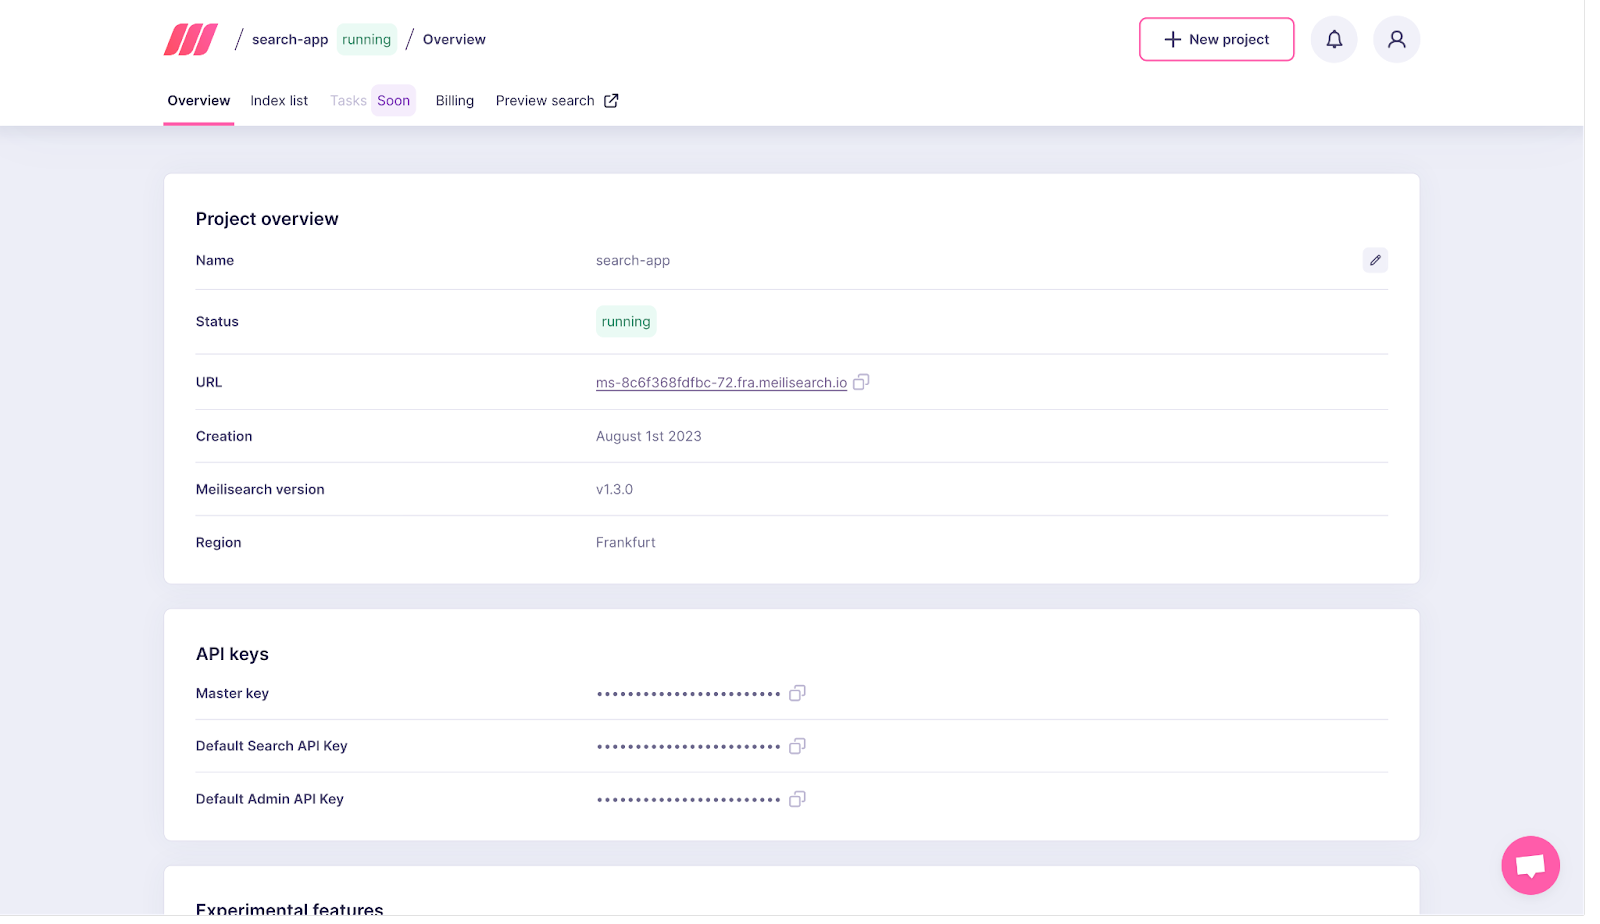 / search-app running / Overview
New project
Overview Index list Tasks Soon Billing Preview search
Project overview
Name search-app
Status running
URL ms-8c6f368fdfbc-72.fra.meilisearch.io
Creation August 1st 2023
Meilisearch version v1.3.0
Region Frankfurt
API keys
Master key ••••••••••••••••••••••••
Default Search API Key ••••••••••••••••••••••••
Default Admin API Key ••••••••••••••••••••••••
Experimental features